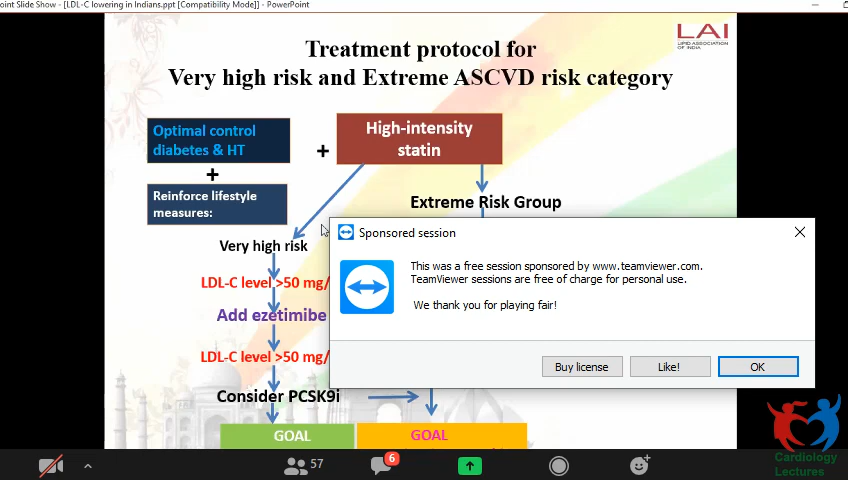 oint Slide Show - [LDL-C lowering in Indians.ppt [Compatibility Mode]] - PowerPoint
LAI
LIPID ASSOCIATION
OF INDIA
Treatment protocol for
Very high risk and Extreme ASCVD risk category
Optimal control
diabetes & HT
+
High-intensity
statin
+
Reinforce lifestyle
measures:
Extreme Risk Group
Very high risk
LDL-C level >50 mg/
Add ezetimibe
LDL-C level >50 mg/
Consider PCSK9i
GOAL
GOAL
Sponsored session
This was a free session sponsored by www.teamviewer.com.
TeamViewer sessions are free of charge for personal use.
We thank you for playing fair!
Buy license
Like!
OK
57
6
Cardiology
Lectures